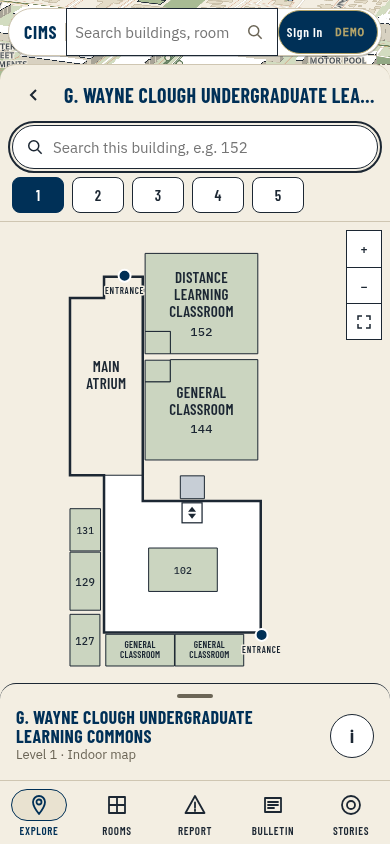 CIMS
Search buildings, room
Sign In DEMO
MOTOR POOL
G. WAYNE CLOUGH UNDERGRADUATE LEA...
Search this building, e.g. 152
1 2 3 4 5
+
−
ENTRANCE
DISTANCE
LEARNING
CLASSROOM
152
MAIN
ATRIUM
GENERAL
CLASSROOM
144
131
129
127
102
GENERAL
CLASSROOM
GENERAL
CLASSROOM
ENTRANCE
G. WAYNE CLOUGH UNDERGRADUATE
LEARNING COMMONS
Level 1 · Indoor map
i
EXPLORE ROOMS REPORT BULLETIN STORIES